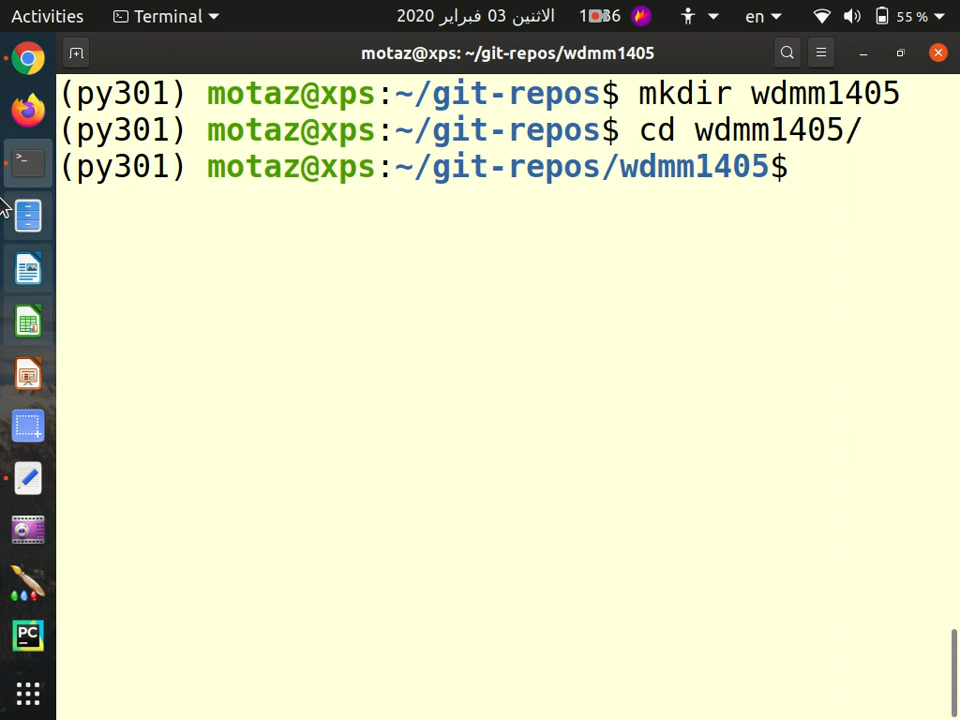 Activities Terminal الاثنين 03 فبراير 2020 en 55 %
motaz@xps: ~/git-repos/wdmm1405
(py301) motaz@xps:~/git-repos$ mkdir wdmm1405
(py301) motaz@xps:~/git-repos$ cd wdmm1405/
(py301) motaz@xps:~/git-repos/wdmm1405$
>_
PC